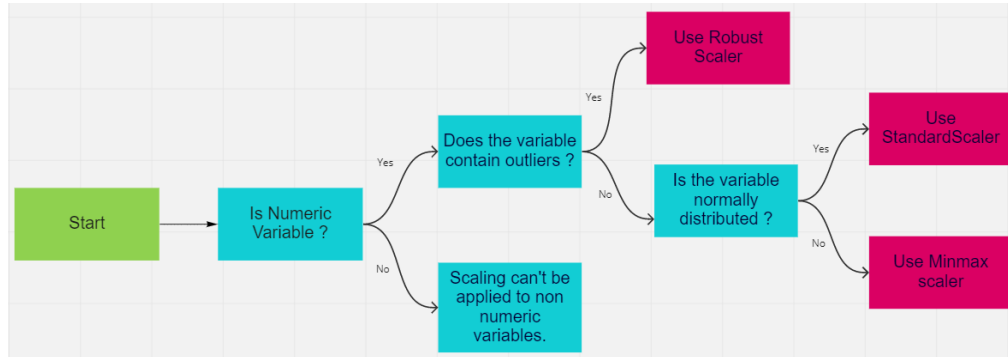 Start
Is Numeric
Variable ?
Yes
No
Does the variable
contain outliers ?
Scaling can't be
applied to non
numeric
variables.
Yes
No
Use Robust
Scaler
Is the variable
normally
distributed ?
Yes
No
Use
StandardScaler
Use Minmax
scaler